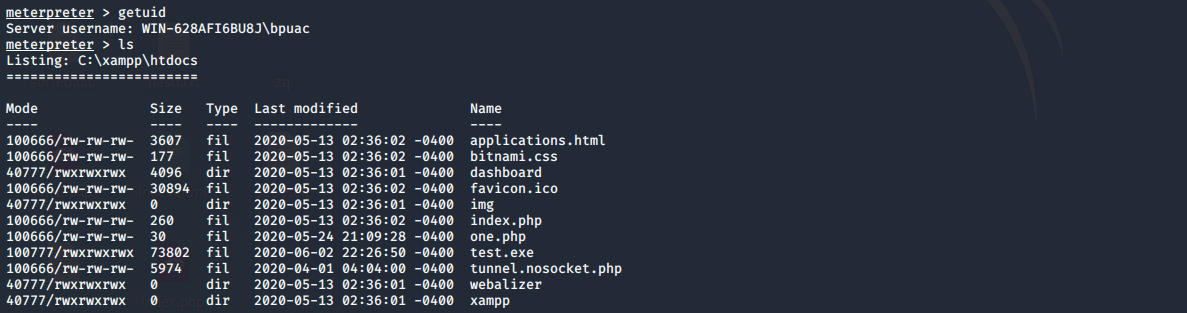 meterpreter > getuid
Server username: WIN-628AFI6BU8J\bpuac
meterpreter > ls
Listing: C:\xampp\htdocs
========================
Mode Size Type Last modified Name
---- ---- ---- ------------- ----
100666/rw-rw-rw- 3607 fil 2020-05-13 02:36:02 -0400 applications.html
100666/rw-rw-rw- 177 fil 2020-05-13 02:36:02 -0400 bitnami.css
40777/rwxrwxrwx 4096 dir 2020-05-13 02:36:01 -0400 dashboard
100666/rw-rw-rw- 30894 fil 2020-05-13 02:36:02 -0400 favicon.ico
40777/rwxrwxrwx 0 dir 2020-05-13 02:36:01 -0400 img
100666/rw-rw-rw- 260 fil 2020-05-13 02:36:02 -0400 index.php
100666/rw-rw-rw- 30 fil 2020-05-24 21:09:28 -0400 one.php
100777/rwxrwxrwx 73802 fil 2020-06-02 22:26:50 -0400 test.exe
100666/rw-rw-rw- 5974 fil 2020-04-01 04:04:00 -0400 tunnel.nosocket.php
40777/rwxrwxrwx 0 dir 2020-05-13 02:36:01 -0400 webalizer
40777/rwxrwxrwx 0 dir 2020-05-13 02:36:01 -0400 xampp